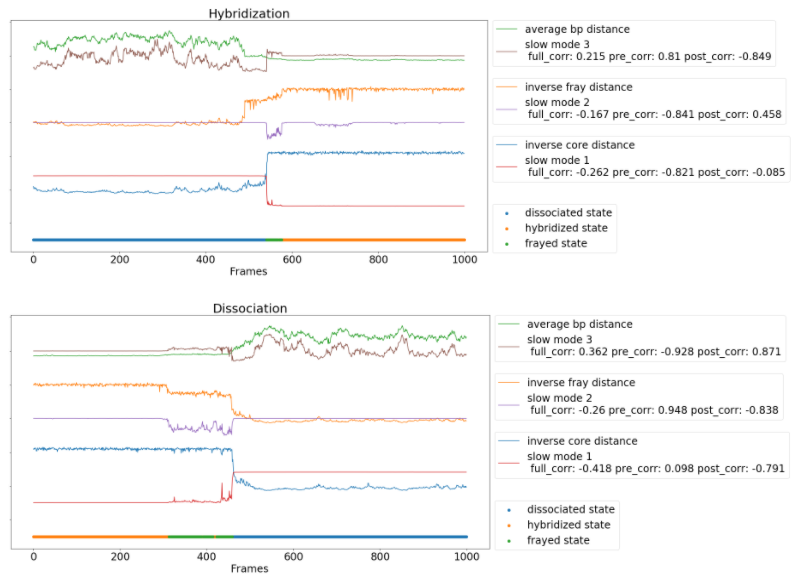 Hybridization
average bp distance
slow mode 3
full_corr: 0.215 pre_corr: 0.81 post_corr: -0.849
inverse fray distance
slow mode 2
full_corr: -0.167 pre_corr: -0.841 post_corr: 0.458
inverse core distance
slow mode 1
full_corr: -0.262 pre_corr: -0.821 post_corr: -0.085
dissociated state
hybridized state
frayed state
0 200 400 600 800 1000
Frames
Dissociation
average bp distance
slow mode 3
full_corr: 0.362 pre_corr: -0.928 post_corr: 0.871
inverse fray distance
slow mode 2
full_corr: -0.26 pre_corr: 0.948 post_corr: -0.838
inverse core distance
slow mode 1
full_corr: -0.418 pre_corr: 0.098 post_corr: -0.791
dissociated state
hybridized state
frayed state
0 200 400 600 800 1000
Frames